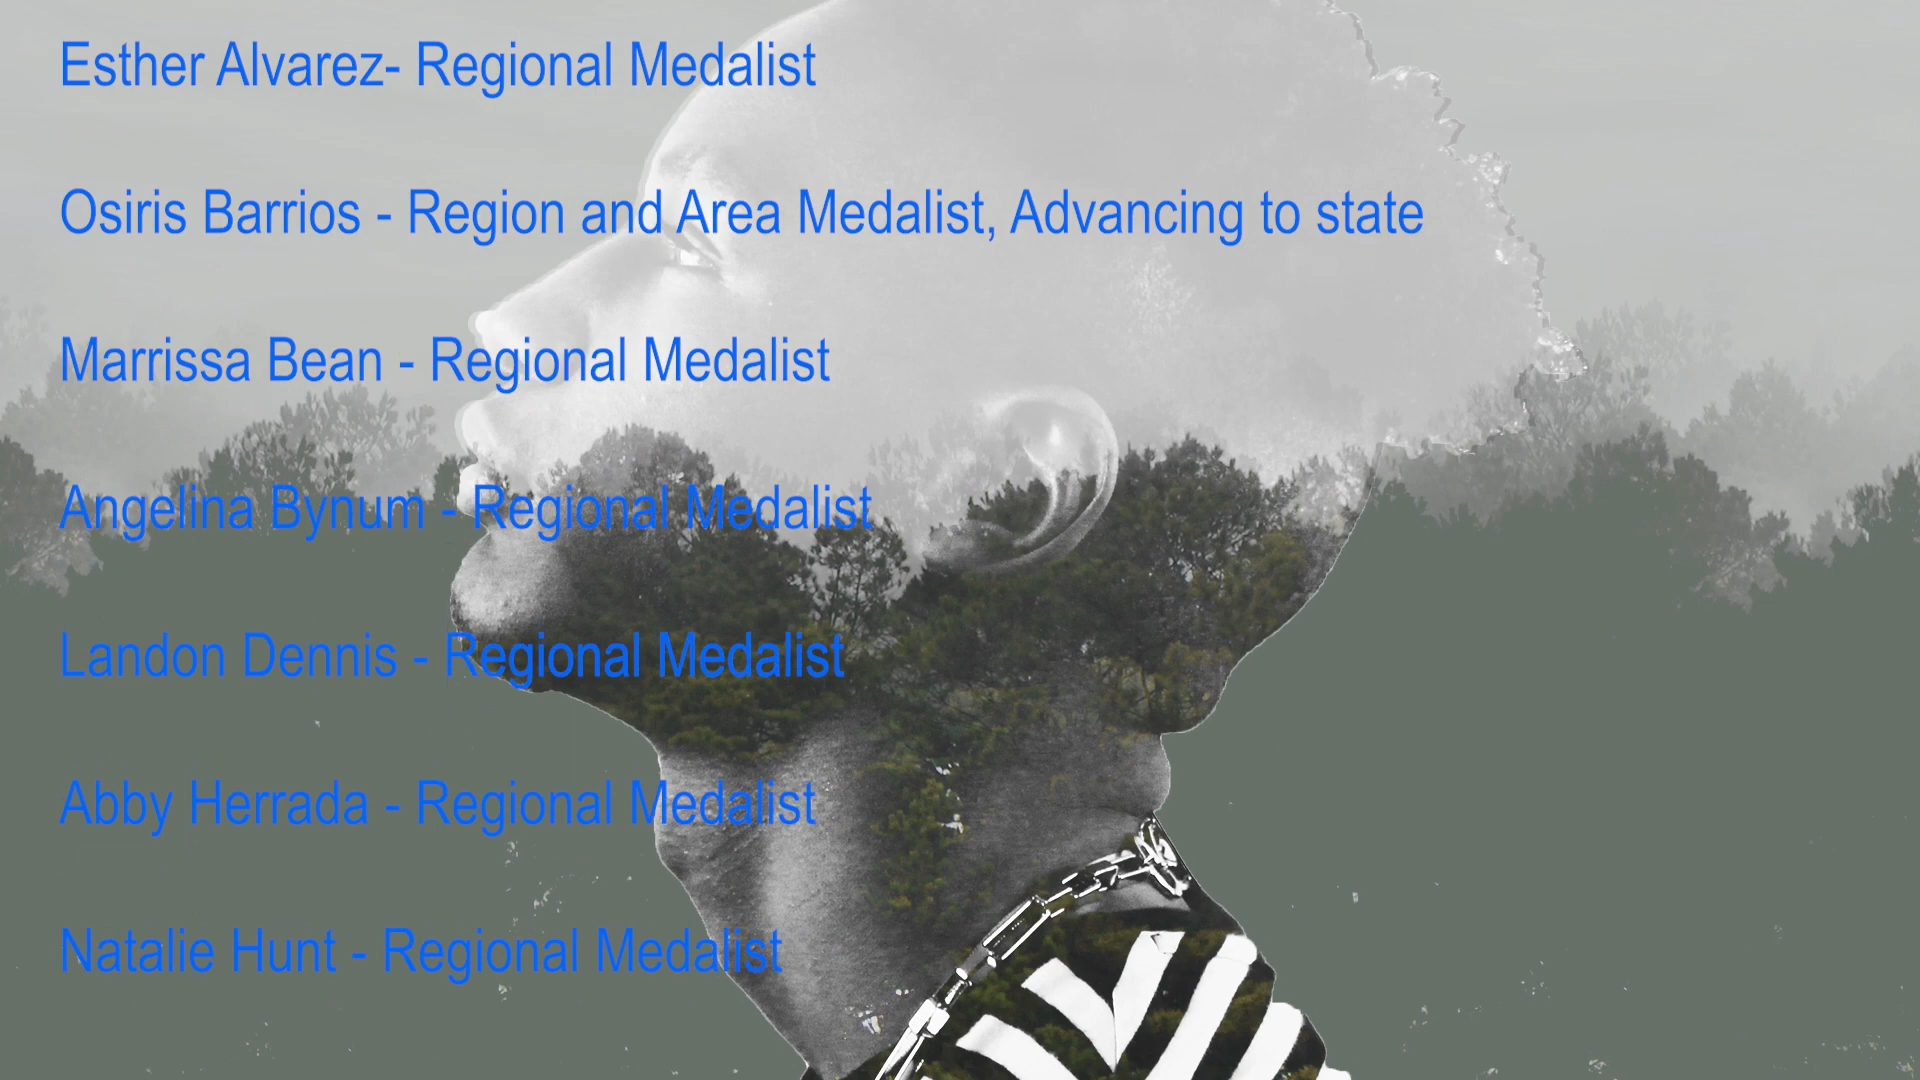 Esther Alvarez- Regional Medalist
Osiris Barrios - Region and Area Medalist, Advancing to state
Marrissa Bean - Regional Medalist
Angelina Bynum - Regional Medalist
Landon Dennis - Regional Medalist
Abby Herrada - Regional Medalist
Natalie Hunt - Regional Medalist